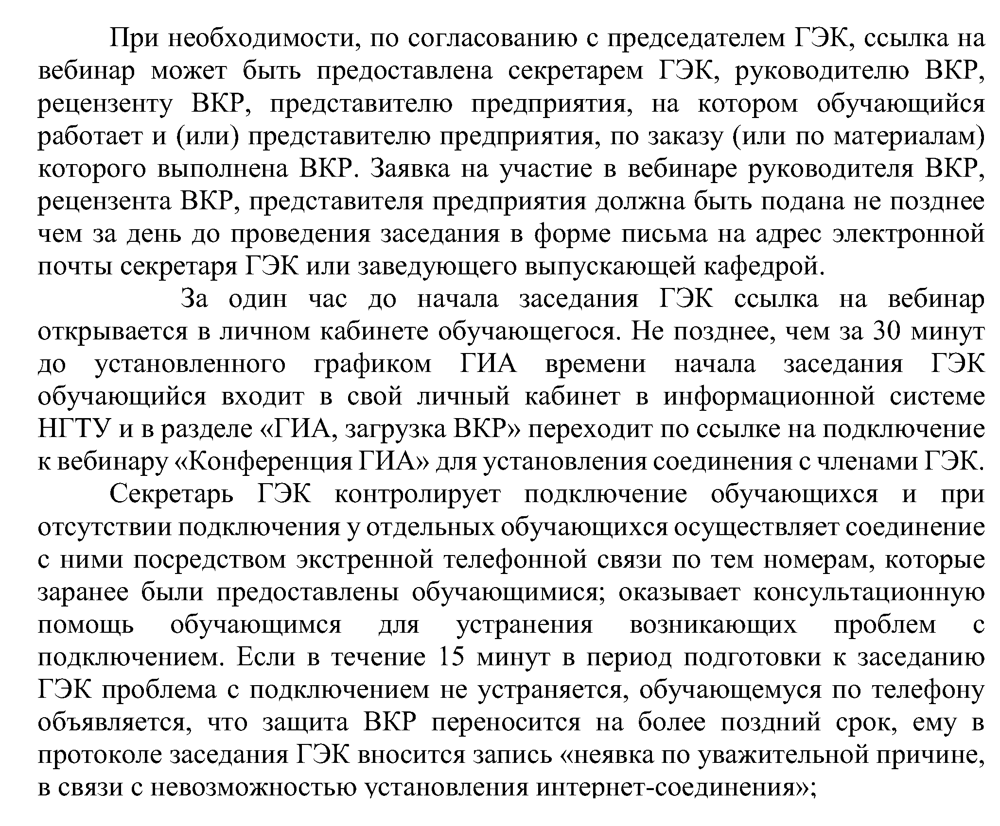 При необходимости, по согласованию с председателем ГЭК, ссылка на
вебинар может быть предоставлена секретарем ГЭК, руководителю ВКР,
рецензенту ВКР, представителю предприятия, на котором обучающийся
работает и (или) представителю предприятия, по заказу (или по материалам)
которого выполнена ВКР. Заявка на участие в вебинаре руководителя ВКР,
рецензента ВКР, представителя предприятия должна быть подана не позднее
чем за день до проведения заседания в форме письма на адрес электронной
почты секретаря ГЭК или заведующего выпускающей кафедрой.
За один час до начала заседания ГЭК ссылка на вебинар
открывается в личном кабинете обучающегося. Не позднее, чем за 30 минут
до установленного графиком ГИА времени начала заседания ГЭК
обучающийся входит в свой личный кабинет в информационной системе
НГТУ и в разделе «ГИА, загрузка ВКР» переходит по ссылке на подключение
к вебинару «Конференция ГИА» для установления соединения с членами ГЭК.
Секретарь ГЭК контролирует подключение обучающихся и при
отсутствии подключения у отдельных обучающихся осуществляет соединение
с ними посредством экстренной телефонной связи по тем номерам, которые
заранее были предоставлены обучающимися; оказывает консультационную
помощь обучающимся для устранения возникающих проблем с
подключением. Если в течение 15 минут в период подготовки к заседанию
ГЭК проблема с подключением не устраняется, обучающемуся по телефону
объявляется, что защита ВКР переносится на более поздний срок, ему в
протоколе заседания ГЭК вносится запись «неявка по уважительной причине,
в связи с невозможностью установления интернет-соединения»;